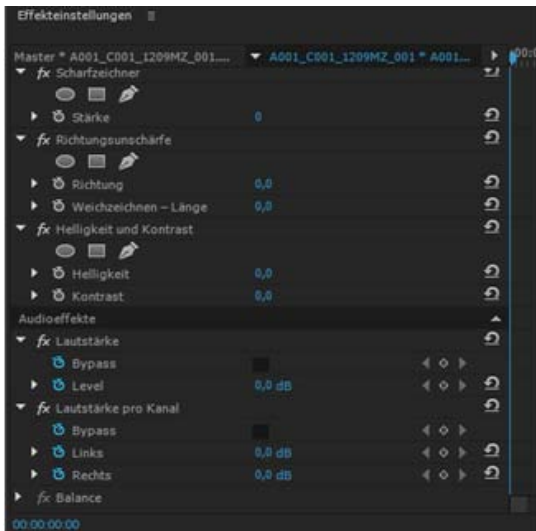 Effekteinstellungen
Master * A001_C001_1209MZ_001.... A001_C001_1209MZ_001 * A001... 00:0
fx Scharfzeichner
Stärke 0
fx Richtungsunschärfe
Richtung 0,0
Weichzeichnen – Länge 0,0
fx Helligkeit und Kontrast
Helligkeit 0,0
Kontrast 0,0
Audioeffekte
fx Lautstärke
Bypass
Level 0,0 dB
fx Lautstärke pro Kanal
Bypass
Links 0,0 dB
Rechts 0,0 dB
fx Balance
00:00:00:00